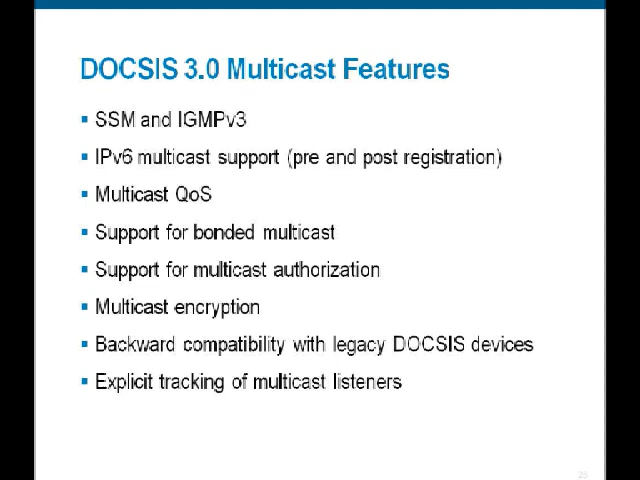 DOCSIS 3.0 Multicast Features
▪ SSM and IGMPv3
▪ IPv6 multicast support (pre and post registration)
▪ Multicast QoS
▪ Support for bonded multicast
▪ Support for multicast authorization
▪ Multicast encryption
▪ Backward compatibility with legacy DOCSIS devices
▪ Explicit tracking of multicast listeners